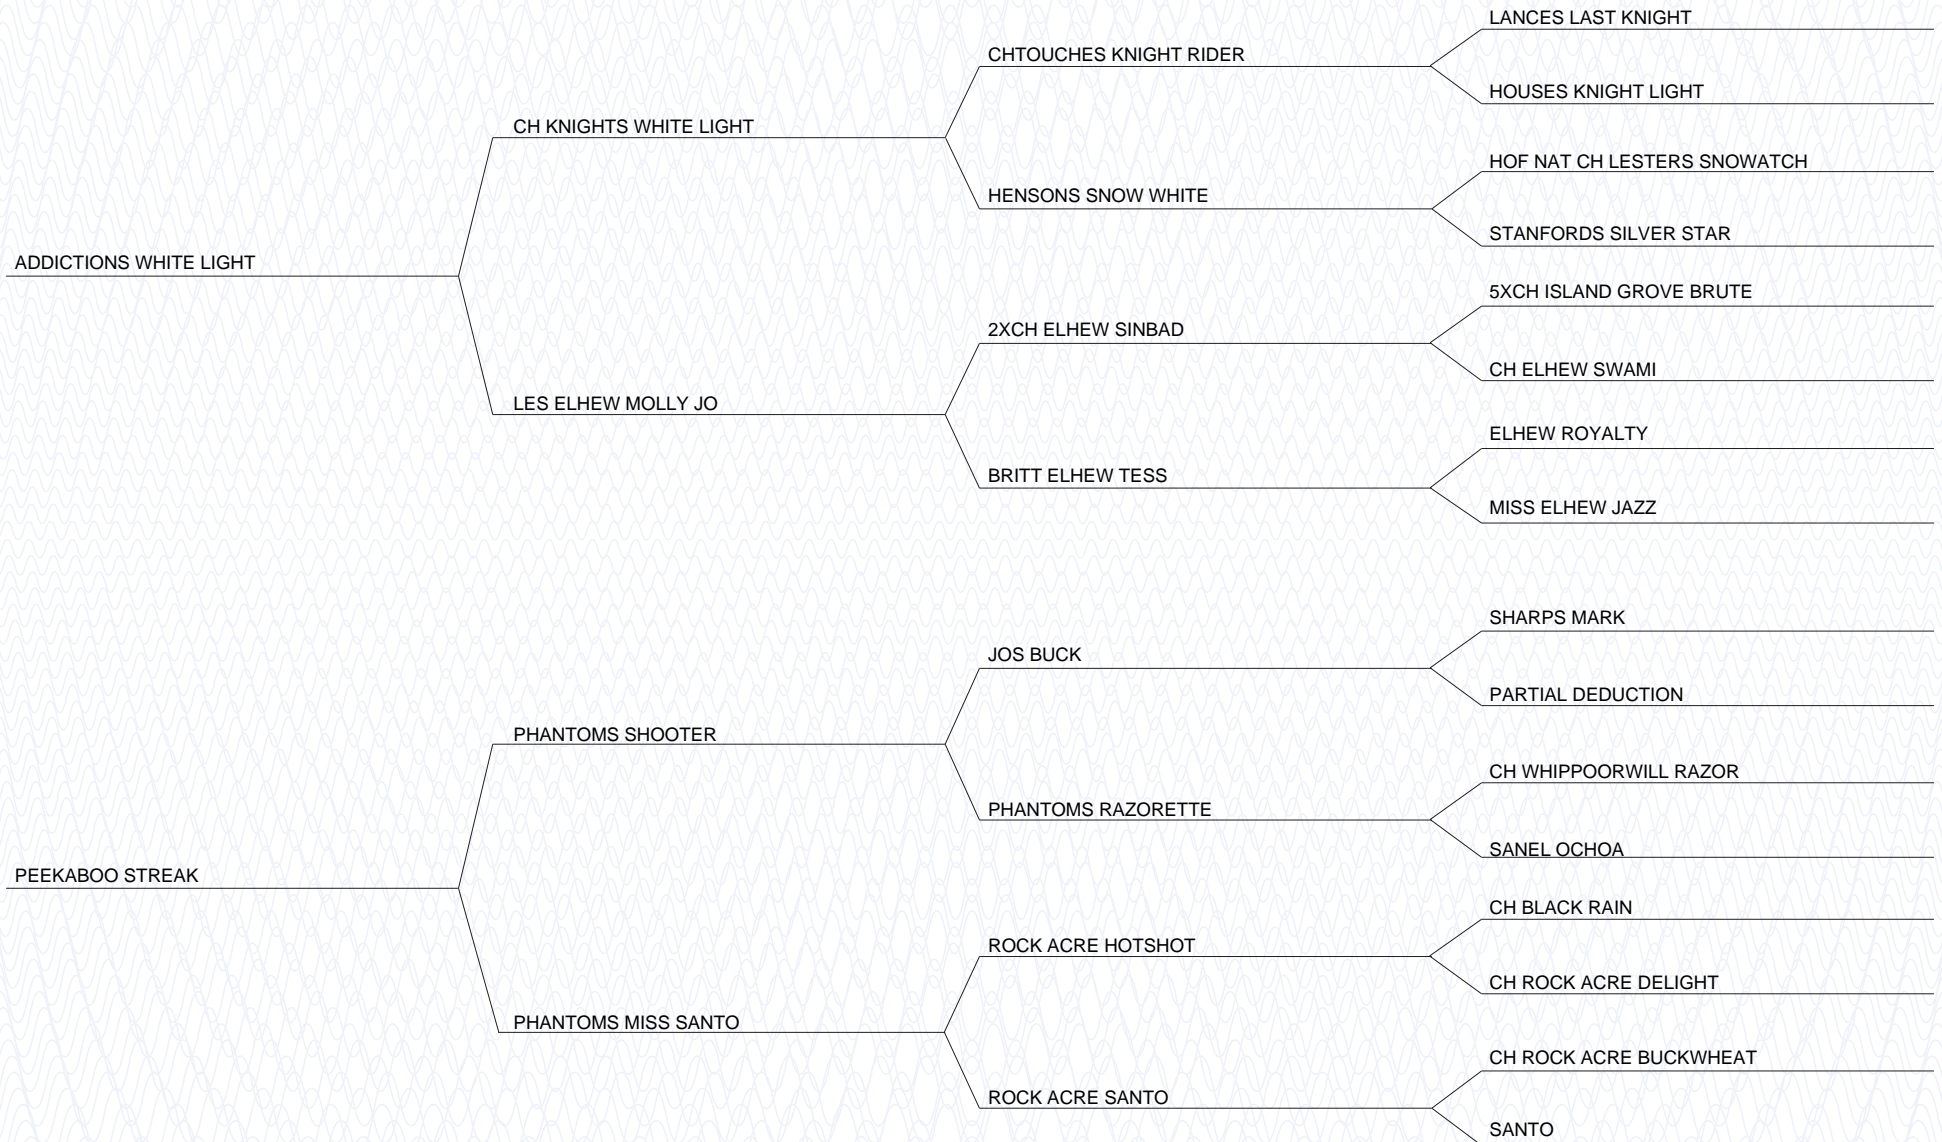 LANCES LAST KNIGHT
CHTOUCHES KNIGHT RIDER
HOUSES KNIGHT LIGHT
CH KNIGHTS WHITE LIGHT
HOF NAT CH LESTERS SNOWATCH
HENSONS SNOW WHITE
STANFORDS SILVER STAR
ADDICTIONS WHITE LIGHT
5XCH ISLAND GROVE BRUTE
2XCH ELHEW SINBAD
CH ELHEW SWAMI
LES ELHEW MOLLY JO
ELHEW ROYALTY
BRITT ELHEW TESS
MISS ELHEW JAZZ
SHARPS MARK
JOS BUCK
PARTIAL DEDUCTION
PHANTOMS SHOOTER
CH WHIPPOORWILL RAZOR
PHANTOMS RAZORETTE
SANEL OCHOA
PEEKABOO STREAK
CH BLACK RAIN
ROCK ACRE HOTSHOT
CH ROCK ACRE DELIGHT
PHANTOMS MISS SANTO
CH ROCK ACRE BUCKWHEAT
ROCK ACRE SANTO
SANTO